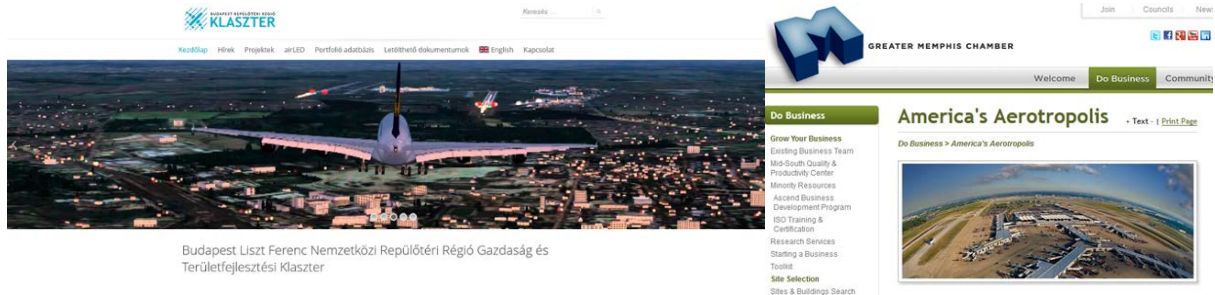 BUDAPEST REPÜLŐTÉRI RÉGIÓ
KLASZTER
Keresés ...
Kezdőlap Hírek Projektek airLED Portfolió adatbázis Letölthető dokumentumok English Kapcsolat
Budapest Liszt Ferenc Nemzetközi Repülőtéri Régió Gazdaság és
Területfejlesztési Klaszter
Join Councils News
GREATER MEMPHIS CHAMBER
Welcome Do Business Community
Do Business
Grow Your Business
Existing Business Team
Mid-South Quality &
Productivity Center
Minority Resources
Ascend Business
Development Program
ISO Training &
Certification
Research Services
Starting a Business
Toolkit
Site Selection
Sites & Buildings Search
America's Aerotropolis
+ Text - | Print Page
Do Business > America's Aerotropolis